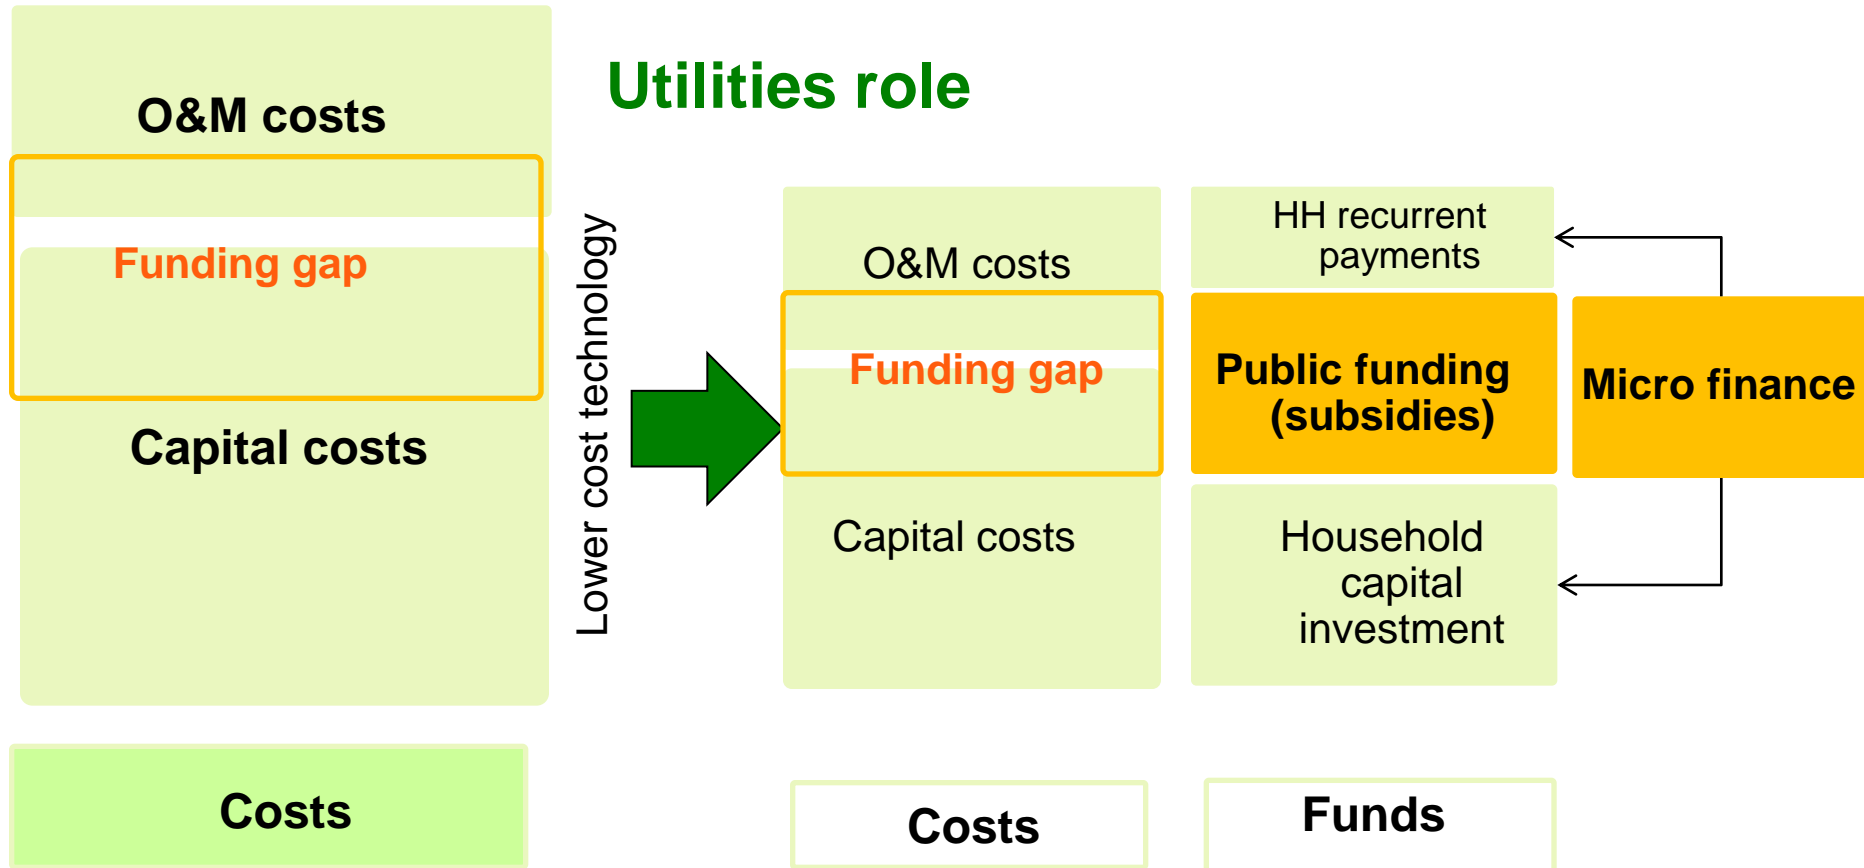 Utilities role
O&M costs
Funding gap
Capital costs
Costs
Lower cost technology
O&M costs
Funding gap
Capital costs
Costs
HH recurrent
payments
Public funding
(subsidies)
Household
capital
investment
Funds
Micro finance